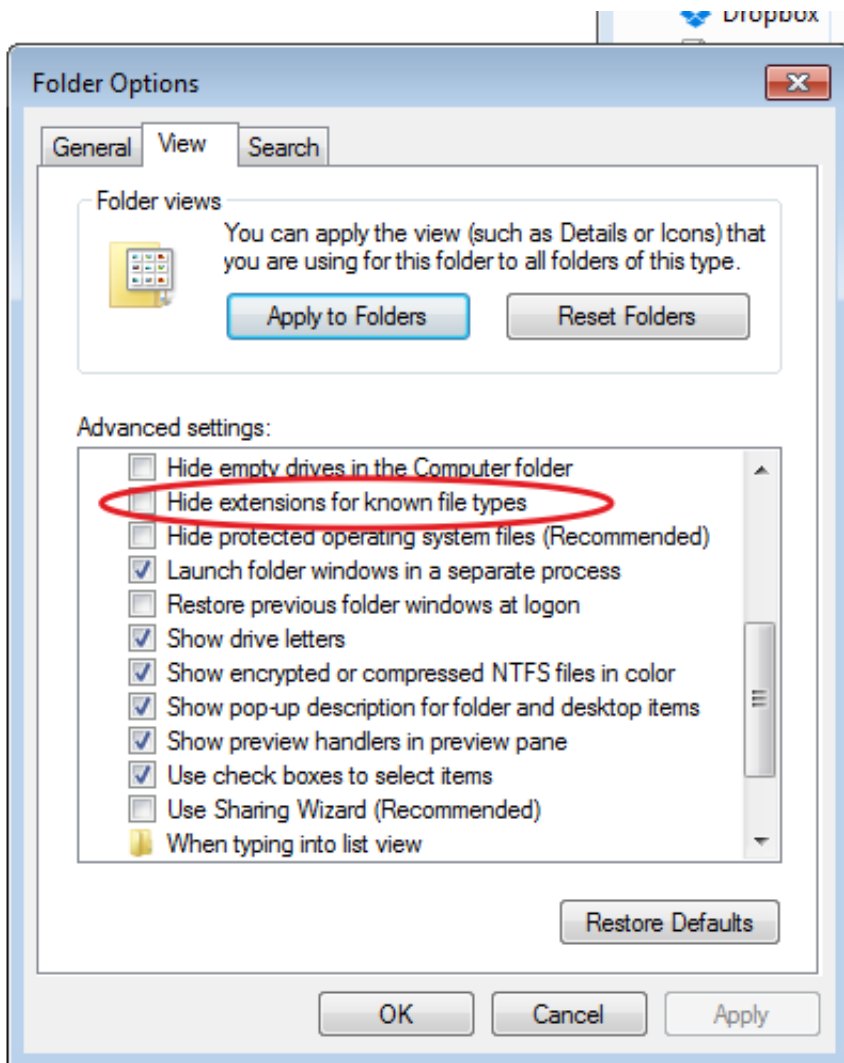 Dropbox
Folder Options
General View Search
Folder views
You can apply the view (such as Details or Icons) that
you are using for this folder to all folders of this type.
Apply to Folders Reset Folders
Advanced settings:
Hide empty drives in the Computer folder
Hide extensions for known file types
Hide protected operating system files (Recommended)
Launch folder windows in a separate process
Restore previous folder windows at logon
Show drive letters
Show encrypted or compressed NTFS files in color
Show pop-up description for folder and desktop items
Show preview handlers in preview pane
Use check boxes to select items
Use Sharing Wizard (Recommended)
When typing into list view
Restore Defaults
OK Cancel Apply